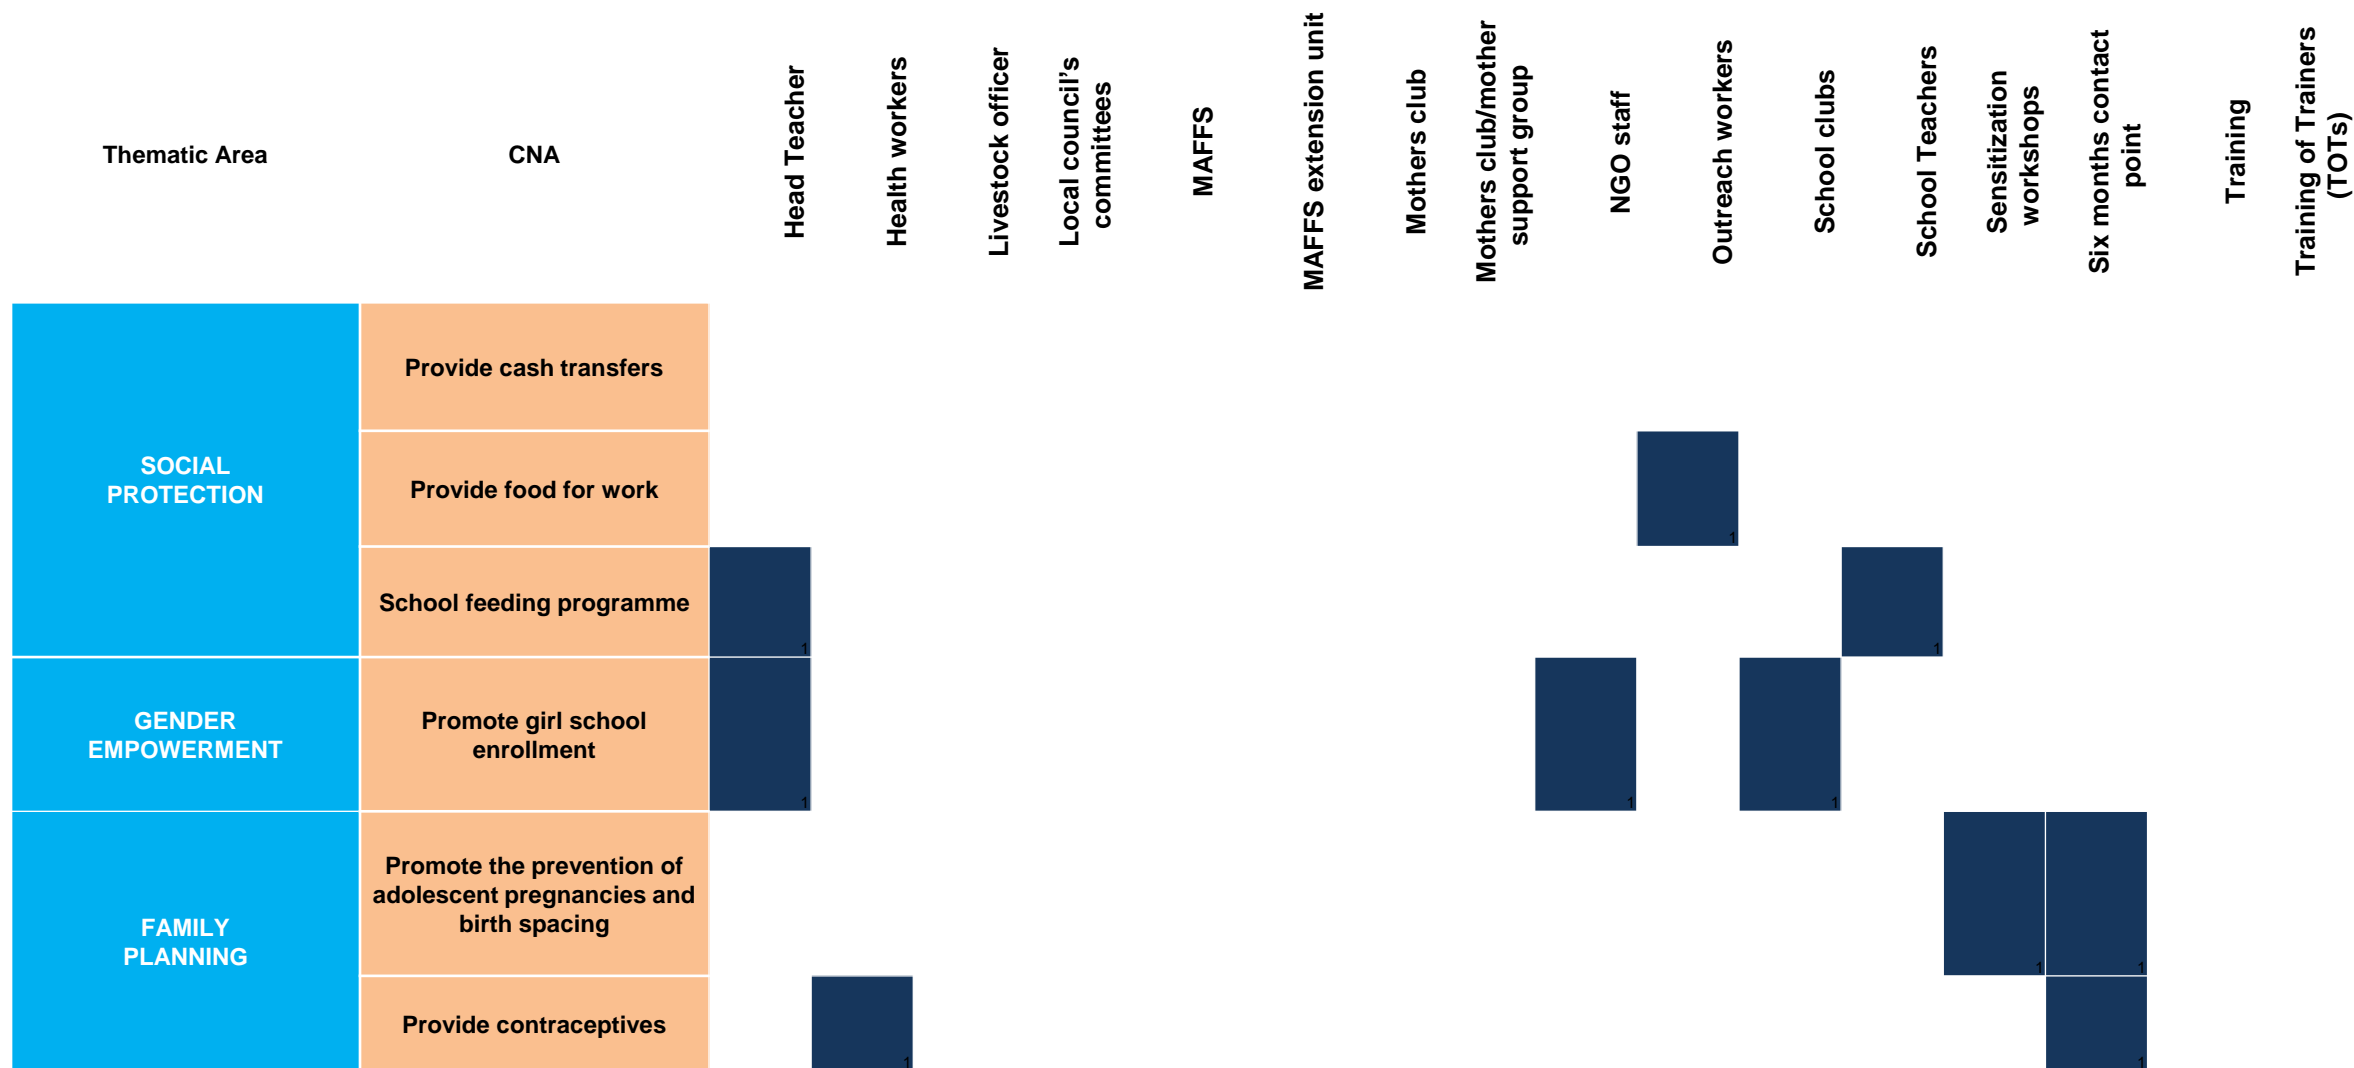 Thematic Area
CNA
Head Teacher
Health workers
Livestock officer
Local council's
committees
MAFFS
MAFFS extension unit
Mothers club
Mothers club/mother
support group
NGO staff
Outreach workers
School clubs
School Teachers
Sensitization
workshops
Six months contact
point
Training
Training of Trainers
(TOTs)
SOCIAL
PROTECTION
Provide cash transfers
Provide food for work
1
School feeding programme
1
1
GENDER
EMPOWERMENT
Promote girl school
enrollment
1
1
1
FAMILY
PLANNING
Promote the prevention of
adolescent pregnancies and
birth spacing
1
1
Provide contraceptives
1
1